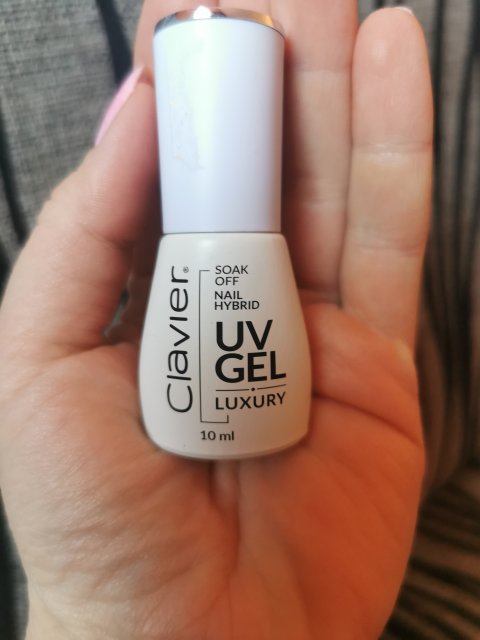 Clavier®
SOAK
OFF
NAIL
HYBRID
UV
GEL
LUXURY
10 ml